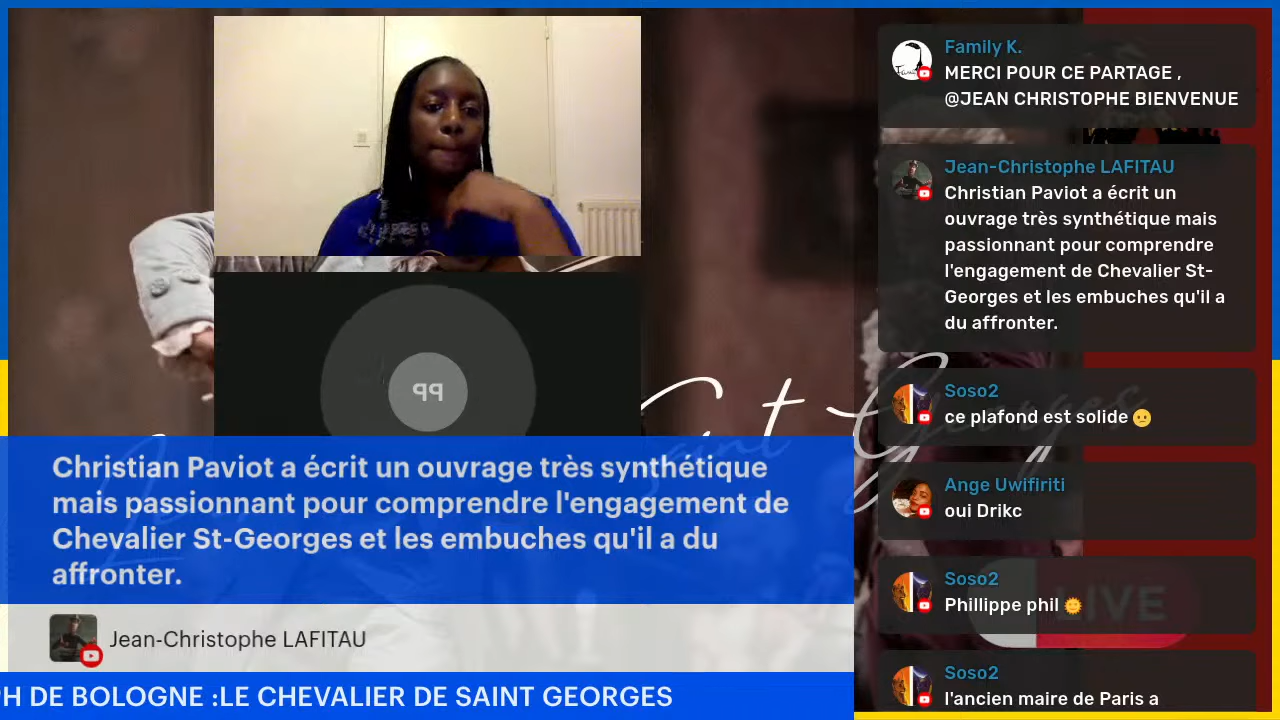 qq
Saint Georges
Christian Paviot a écrit un ouvrage très synthétique
mais passionnant pour comprendre l'engagement de
Chevalier St-Georges et les embuches qu'il a du
affronter.
Jean-Christophe LAFITAU
H DE BOLOGNE :LE CHEVALIER DE SAINT GEORGES
Family K.
MERCI POUR CE PARTAGE ,
@JEAN CHRISTOPHE BIENVENUE
Jean-Christophe LAFITAU
Christian Paviot a écrit un
ouvrage très synthétique mais
passionnant pour comprendre
l'engagement de Chevalier St-
Georges et les embuches qu'il a
du affronter.
Soso2
ce plafond est solide 😕
Ange Uwifiriti
oui Drikc
Soso2
Phillippe phil 🌞
LIVE
Soso2
l'ancien maire de Paris a